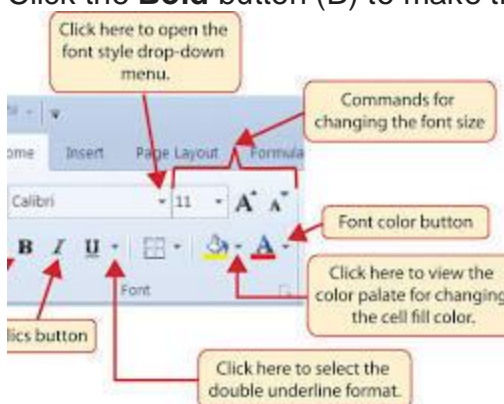 Click the Bold button (B) to make
Click here to open the
font style drop-down
menu.
Commands for
changing the font size
Insert Page Layout Formula
Calibri 11 A A
B I U A
Font color button
Font
Click here to view the
color palate for changing
the cell fill color.
lics button
Click here to select the
double underline format.